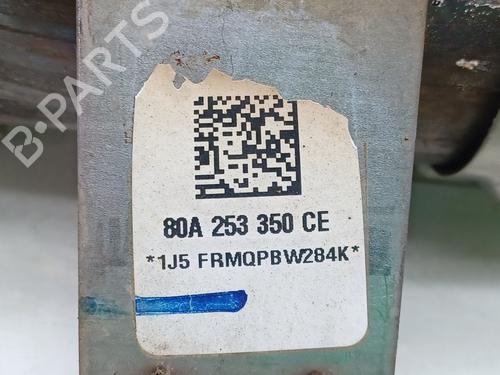 B-PARTS
80A 253 350 CE
*1J5 FRMQPBW284K*